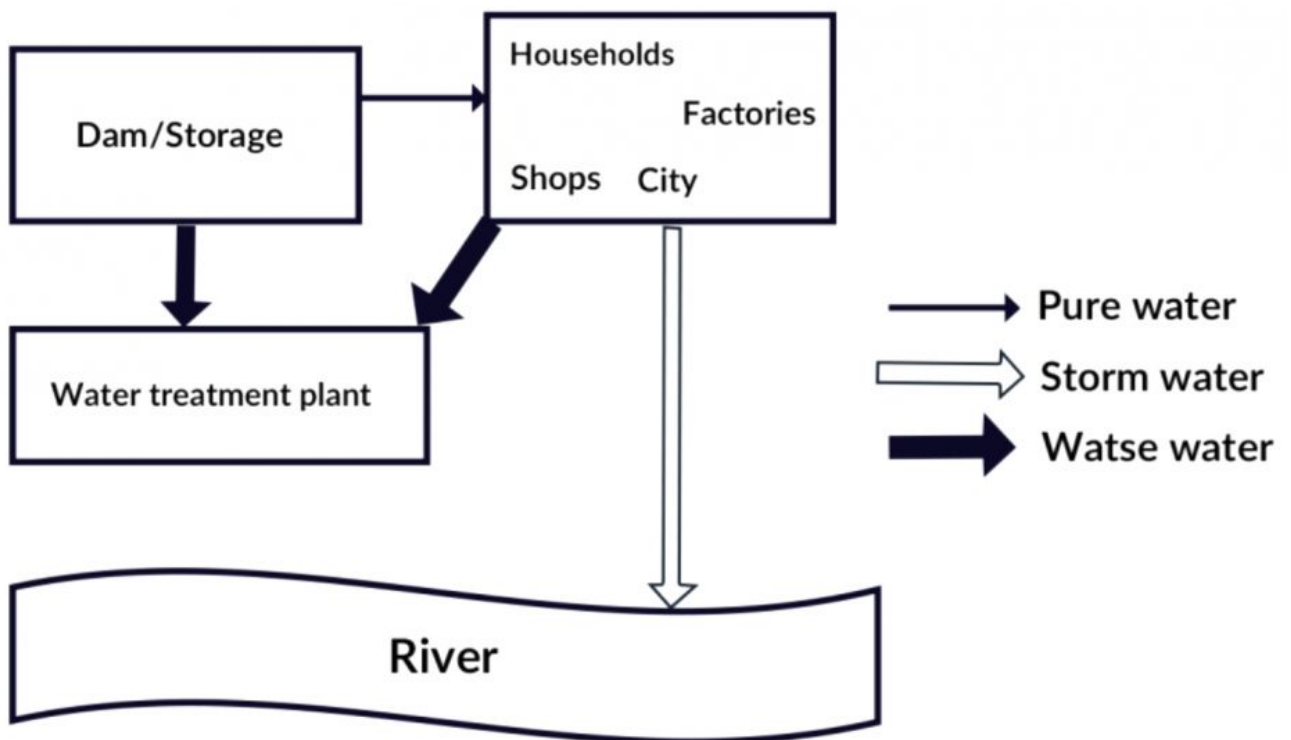 Households
Factories
Dam/Storage
Shops City
Water treatment plant
Pure water
Storm water
Watse water
River